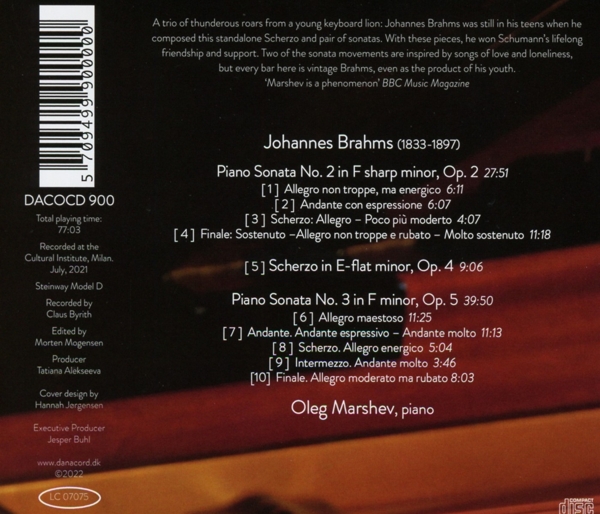 A trio of thunderous roars from a young keyboard lion: Johannes Brahms was still in his teens when he
composed this standalone Scherzo and pair of sonatas. With these pieces, he won Schumann's lifelong
friendship and support. Two of the sonata movements are inspired by songs of love and loneliness,
but every bar here is vintage Brahms, even as the product of his youth.
'Marshev is a phenomenon' BBC Music Magazine
5 709499 900000
DACOCD 900
Total playing time:
77:03
Recorded at the
Cultural Institute, Milan.
July, 2021
Steinway Model D
Recorded by
Claus Byrith
Edited by
Morten Mogensen
Producer
Tatiana Alekseeva
Cover design by
Hannah Jørgensen
Executive Producer
Jesper Buhl
www.danacord.dk
©2022
LC 07075
Johannes Brahms (1833-1897)
Piano Sonata No. 2 in F sharp minor, Op. 2 27:51
[1] Allegro non troppe, ma energico 6:11
[2] Andante con espressione 6:07
[3] Scherzo: Allegro – Poco più moderto 4:07
[4] Finale: Sostenuto –Allegro non troppe e rubato – Molto sostenuto 11:18
[5] Scherzo in E-flat minor, Op. 4 9:06
Piano Sonata No. 3 in F minor, Op. 5 39:50
[6] Allegro maestoso 11:25
[7] Andante. Andante espressivo – Andante molto 11:13
[8] Scherzo. Allegro energico 5:04
[9] Intermezzo. Andante molto 3:46
[10] Finale. Allegro moderato ma rubato 8:03
Oleg Marshev, piano
COMPACT
disc